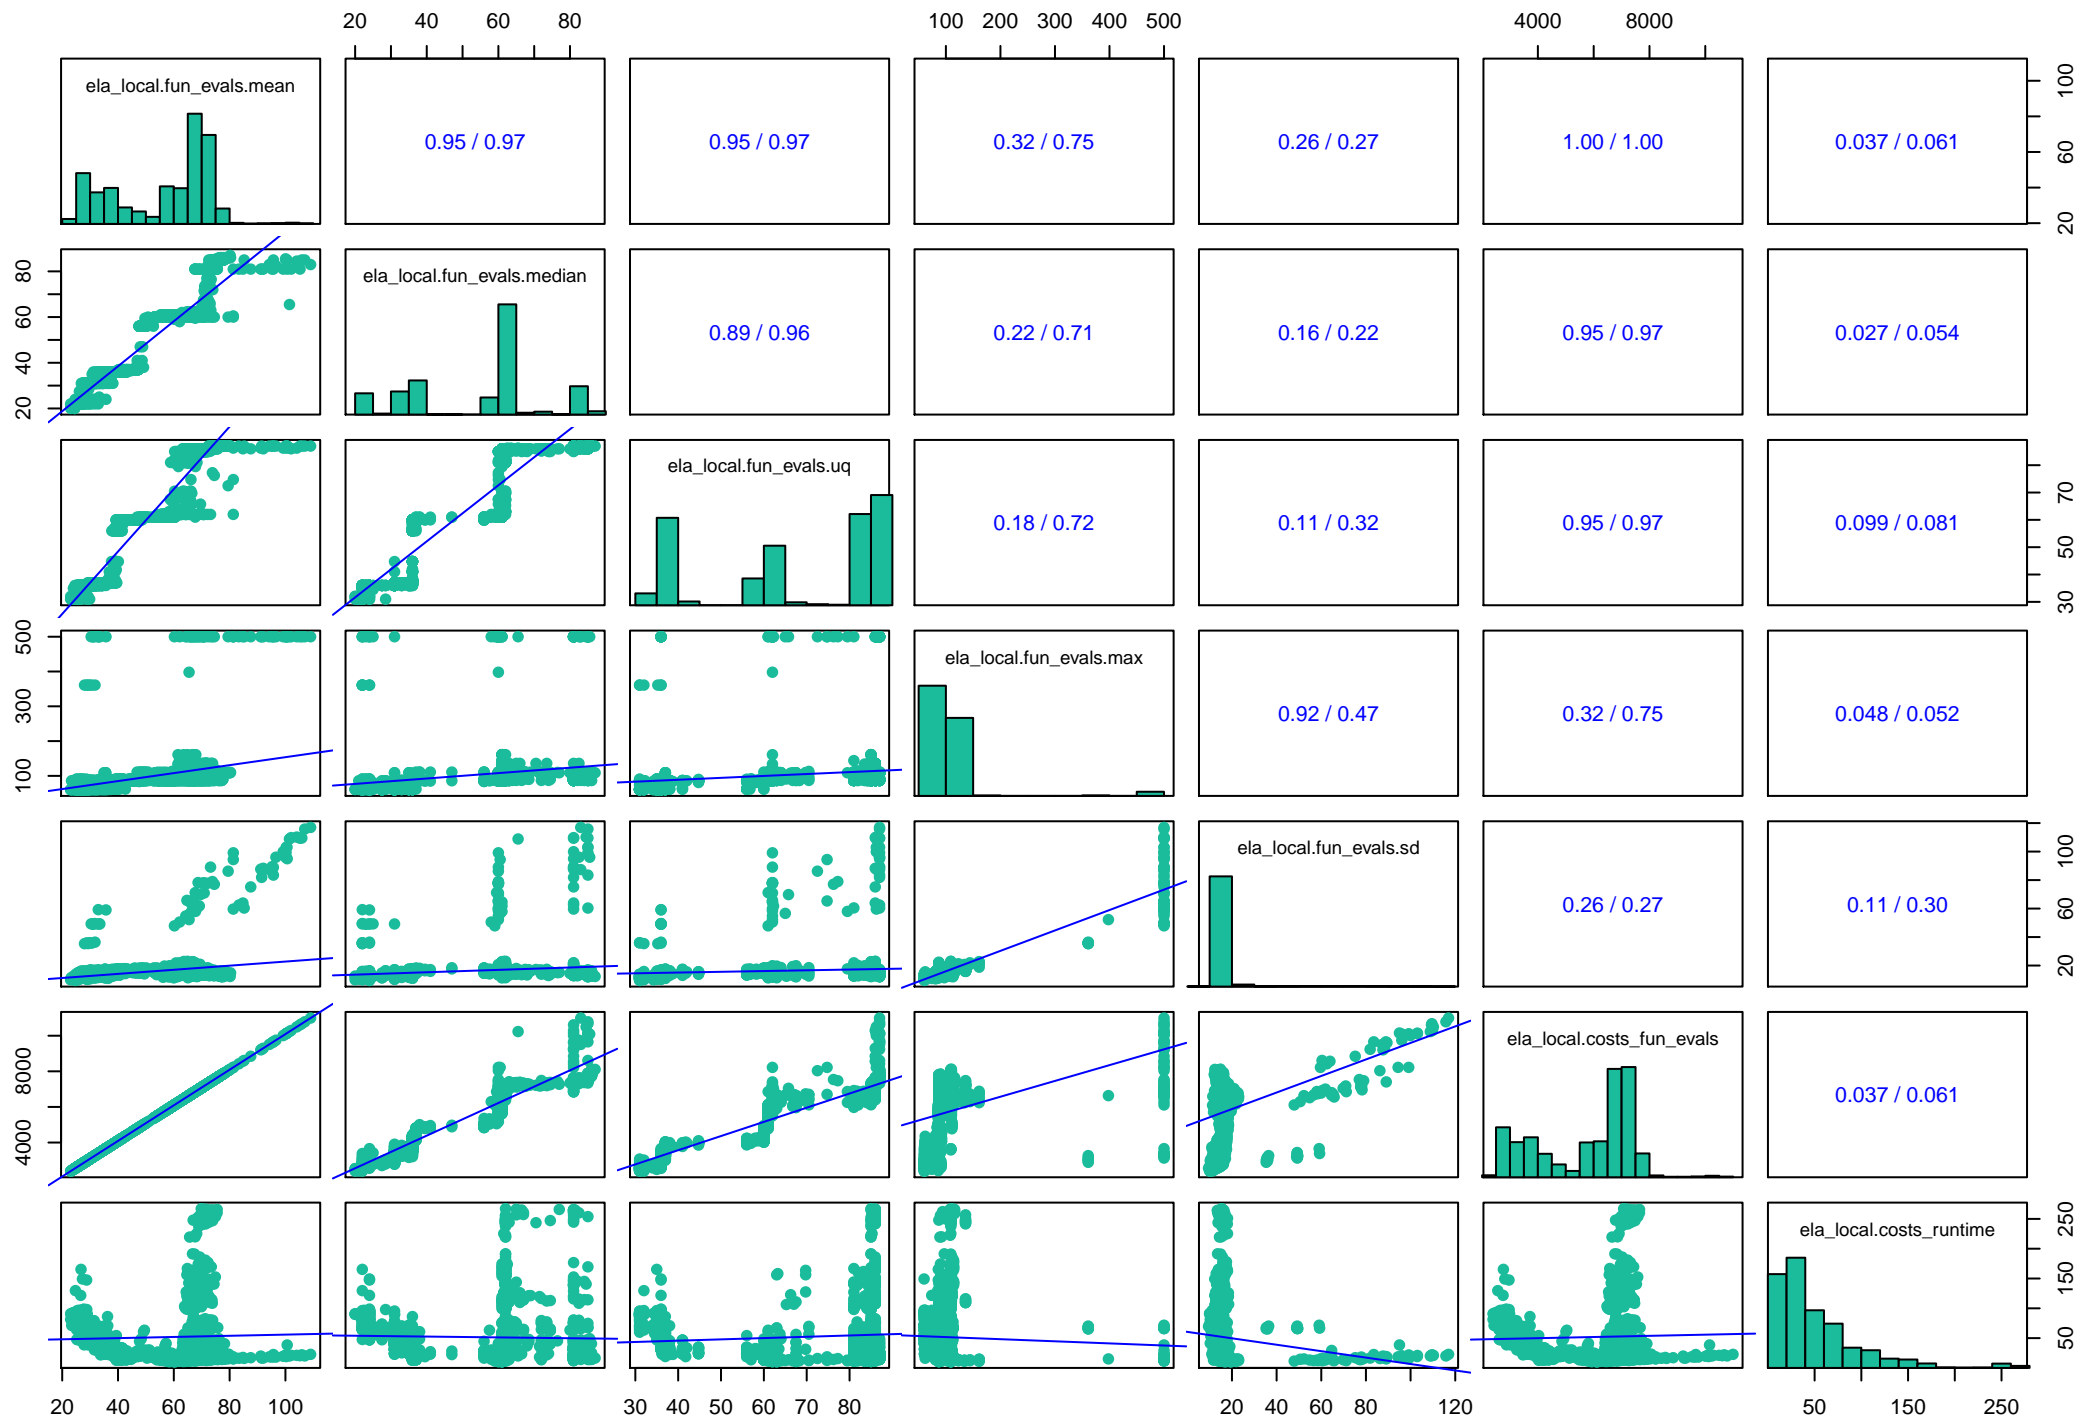 20 40 60 80
100 200 300 400 500
4000 8000
ela_local.fun_evals.mean
0.95 / 0.97
0.95 / 0.97
0.32 / 0.75
0.26 / 0.27
1.00 / 1.00
0.037 / 0.061
20 60 100
20 40 60 80
ela_local.fun_evals.median
0.89 / 0.96
0.22 / 0.71
0.16 / 0.22
0.95 / 0.97
0.027 / 0.054
ela_local.fun_evals.uq
0.18 / 0.72
0.11 / 0.32
0.95 / 0.97
0.099 / 0.081
30 50 70
100 300 500
ela_local.fun_evals.max
0.92 / 0.47
0.32 / 0.75
0.048 / 0.052
ela_local.fun_evals.sd
0.26 / 0.27
0.11 / 0.30
20 60 100
4000 8000
ela_local.costs_fun_evals
0.037 / 0.061
ela_local.costs_runtime
50 150 250
20 40 60 80 100
30 40 50 60 70 80
20 40 60 80 120
50 150 250